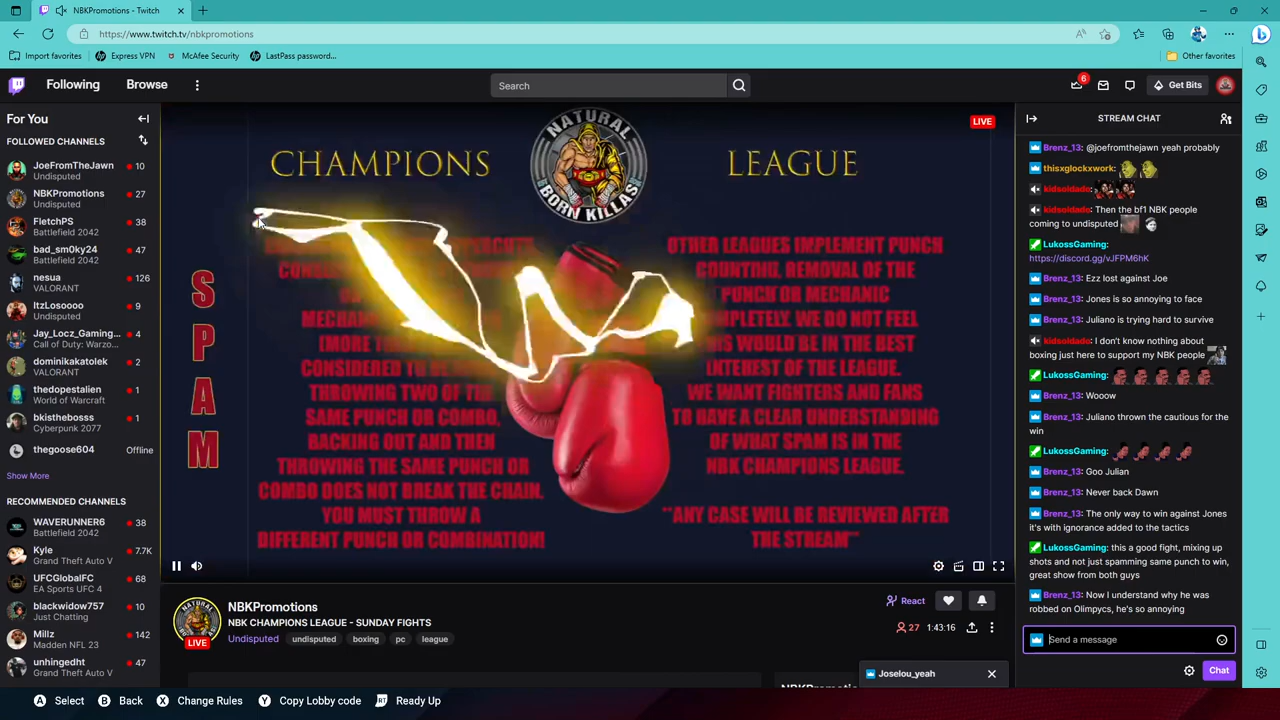 NBKPromotions - Twitch
https://www.twitch.tv/nbkpromotions
Import favorites
Express VPN
McAfee Security
LastPass password...
Other favorites
Following
Browse
Search
6
Get Bits
For You
FOLLOWED CHANNELS
JoeFromTheJawn 10
Undisputed
NBKPromotions 27
Undisputed
FletchPS 38
Battlefield 2042
bad_sm0ky24 47
Battlefield 2042
nesua 126
VALORANT
ItzLosoooo 9
Undisputed
Jay_Locz_Gaming... 4
Call of Duty: Warzo...
dominikakatolek 2
VALORANT
thedopestalien 1
World of Warcraft
bkisthebosss 1
Cyberpunk 2077
thegoose604 Offline
Show More
RECOMMENDED CHANNELS
WAVERUNNER6 38
Battlefield 2042
Kyle 7.7K
Grand Theft Auto V
UFCGlobalFC 68
EA Sports UFC 4
blackwidow757 10
Just Chatting
Millz 142
Madden NFL 23
unhingedht 47
Grand Theft Auto V
LIVE
CHAMPIONS
NATURAL
BORN KILLAS
LEAGUE
SPAM
MECHANIC
(MORE
CONSIDERED TO
THROWING TWO OF THE
SAME PUNCH OR COMBO,
BACKING OUT AND THEN
THROWING THE SAME PUNCH OR
COMBO DOES NOT BREAK THE CHAIN.
YOU MUST THROW A
DIFFERENT PUNCH OR COMBINATION!
OTHER LEAGUES IMPLEMENT PUNCH
COUNTING, REMOVAL OF THE
PUNCH OR MECHANIC
COMPLETELY. WE DO NOT FEEL
THIS WOULD BE IN THE BEST
INTEREST OF THE LEAGUE.
WE WANT FIGHTERS AND FANS
TO HAVE A CLEAR UNDERSTANDING
OF WHAT SPAM IS IN THE
NBK CHAMPIONS LEAGUE.
**ANY CASE WILL BE REVIEWED AFTER
THE STREAM**
LIVE
NBKPromotions
NBK CHAMPIONS LEAGUE - SUNDAY FIGHTS
Undisputed undisputed boxing pc league
React
27 1:43:16
Joselou_yeah
STREAM CHAT
Brenz_13: @joefromthejawn yeah probably
thisxglockxwork:
kidsoldado:
kidsoldado: Then the bf1 NBK people
coming to undisputed
LukossGaming:
https://discord.gg/vJFPM6hK
Brenz_13: Ezz lost against Joe
Brenz_13: Jones is so annoying to face
Brenz_13: Juliano is trying hard to survive
kidsoldado: I don't know nothing about
boxing just here to support my NBK people
LukossGaming:
Brenz_13: Wooow
Brenz_13: Juliano thrown the cautious for the
win
LukossGaming:
Brenz_13: Goo Julian
Brenz_13: Never back Dawn
Brenz_13: The only way to win against Jones
it's with ignorance added to the tactics
LukossGaming: this a good fight, mixing up
shots and not just spamming same punch to win,
great show from both guys
Brenz_13: Now I understand why he was
robbed on Olimpycs, he's so annoying
Send a message
Chat
A Select B Back X Change Rules Y Copy Lobby code RT Ready Up